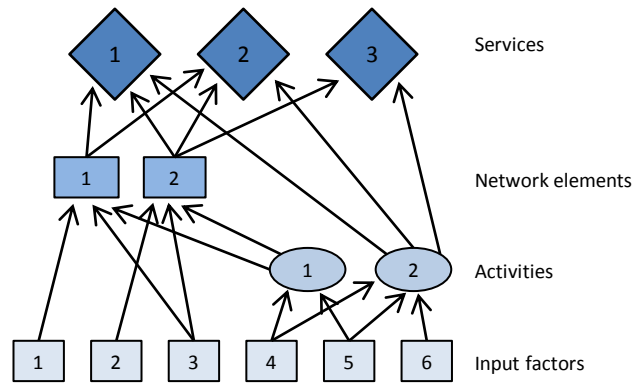 1 2 3 Services
1 2 Network elements
1 2 Activities
1 2 3 4 5 6 Input factors